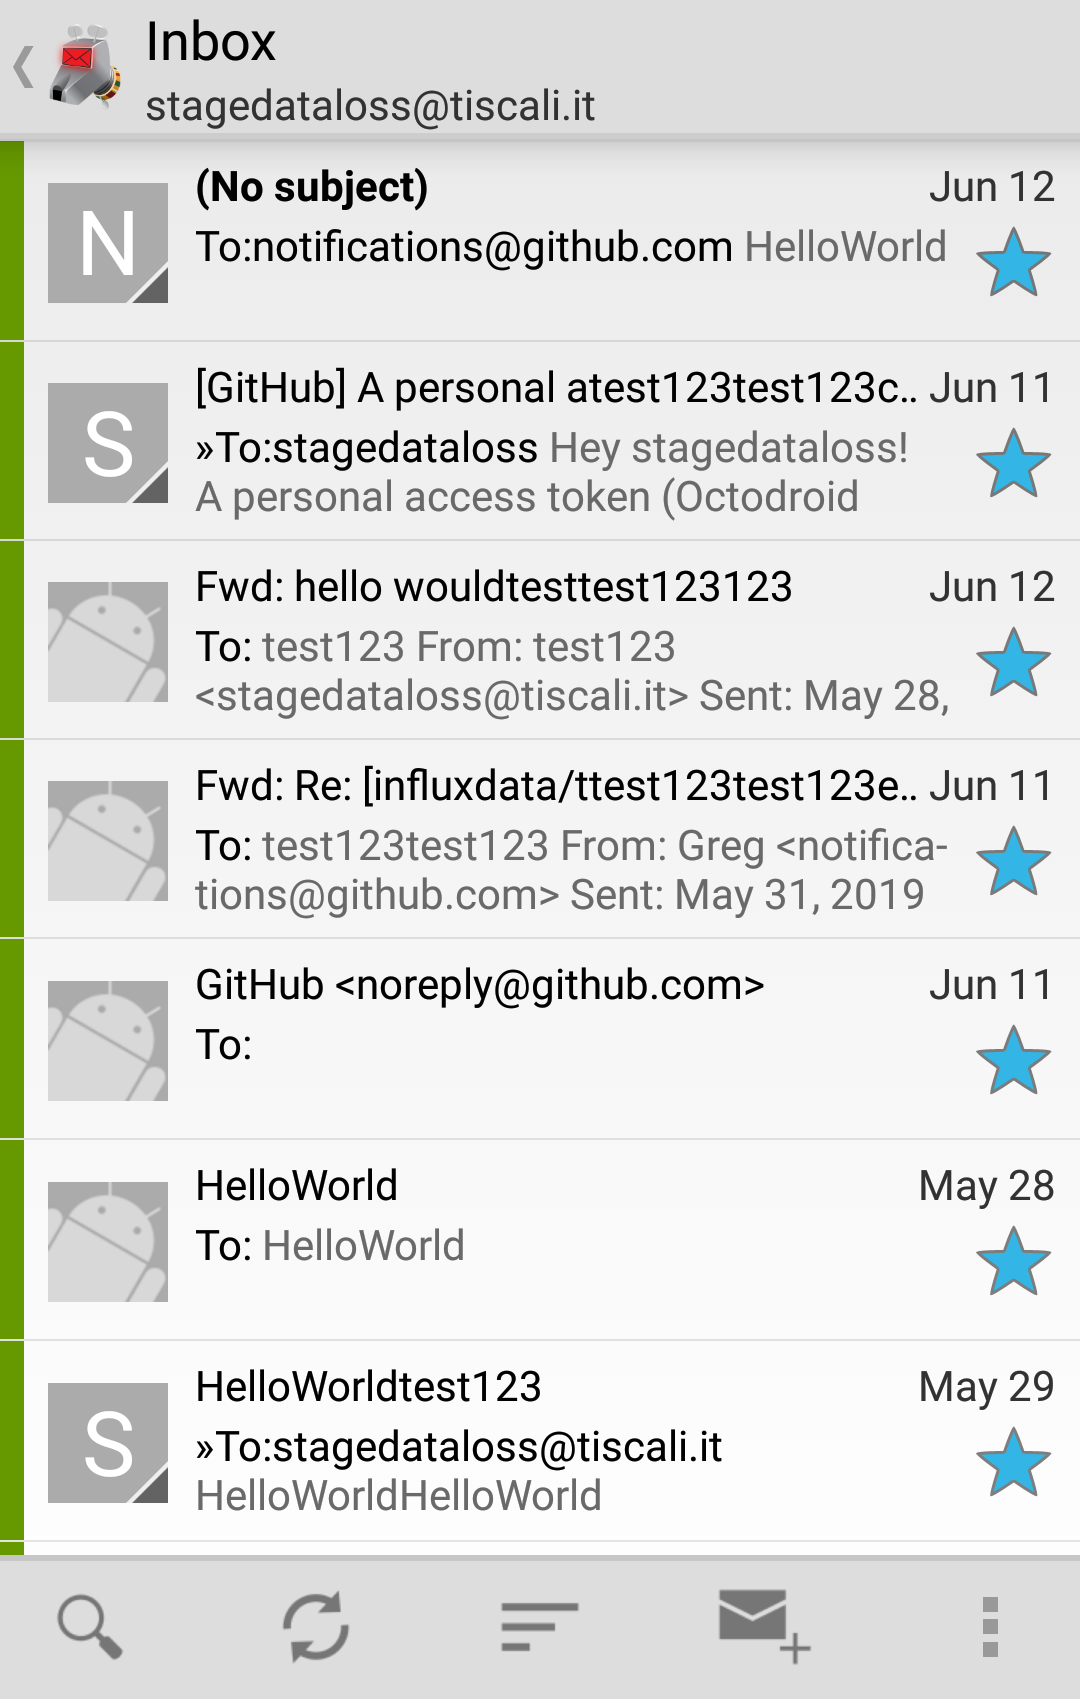 Inbox
stagedataloss@tiscali.it
(No subject) Jun 12
N
To:notifications@github.com HelloWorld
[GitHub] A personal atest123test123c.. Jun 11
S
»To:stagedataloss Hey stagedataloss!
A personal access token (Octodroid
Fwd: hello wouldtesttest123123 Jun 12
To: test123 From: test123
<stagedataloss@tiscali.it> Sent: May 28,
Fwd: Re: [influxdata/ttest123test123e.. Jun 11
To: test123test123 From: Greg <notifica-
tions@github.com> Sent: May 31, 2019
GitHub <noreply@github.com> Jun 11
To:
HelloWorld May 28
To: HelloWorld
HelloWorldtest123 May 29
S
»To:stagedataloss@tiscali.it
HelloWorldHelloWorld